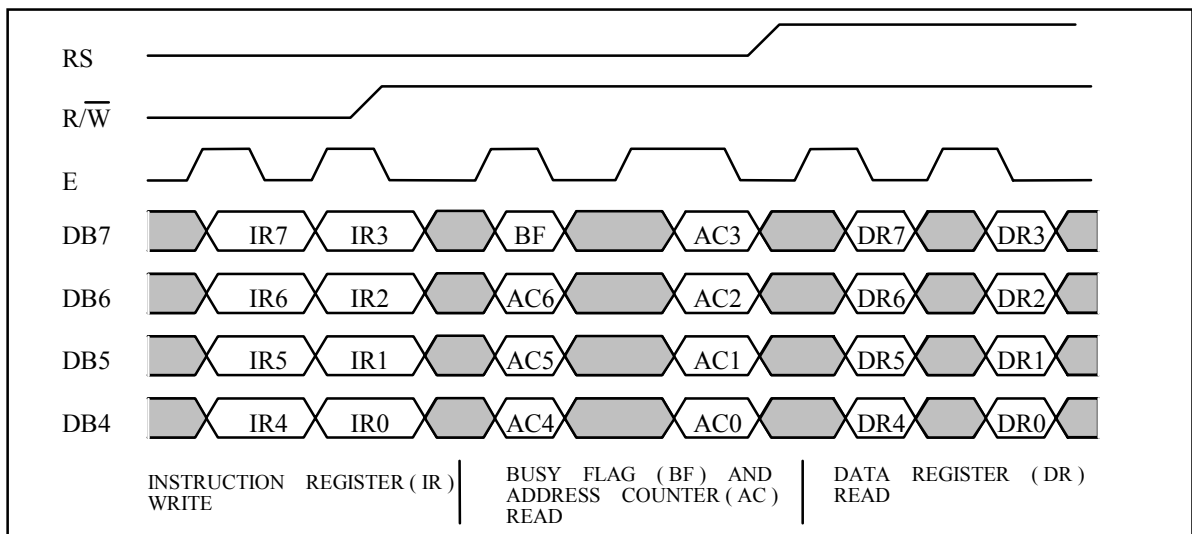 RS
R/W̅
E
DB7 IR7 IR3 BF AC3 DR7 DR3
DB6 IR6 IR2 AC6 AC2 DR6 DR2
DB5 IR5 IR1 AC5 AC1 DR5 DR1
DB4 IR4 IR0 AC4 AC0 DR4 DR0
INSTRUCTION REGISTER ( IR )
WRITE
BUSY FLAG ( BF ) AND
ADDRESS COUNTER ( AC )
READ
DATA REGISTER ( DR )
READ